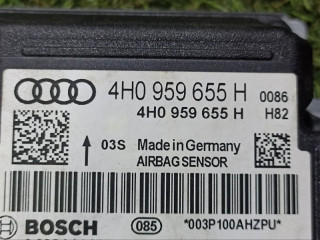 4H0 959 655 H 0086
4H0 959 655 H H82
03S Made in Germany
AIRBAG SENSOR
BOSCH 085 *003P100AHZPU*